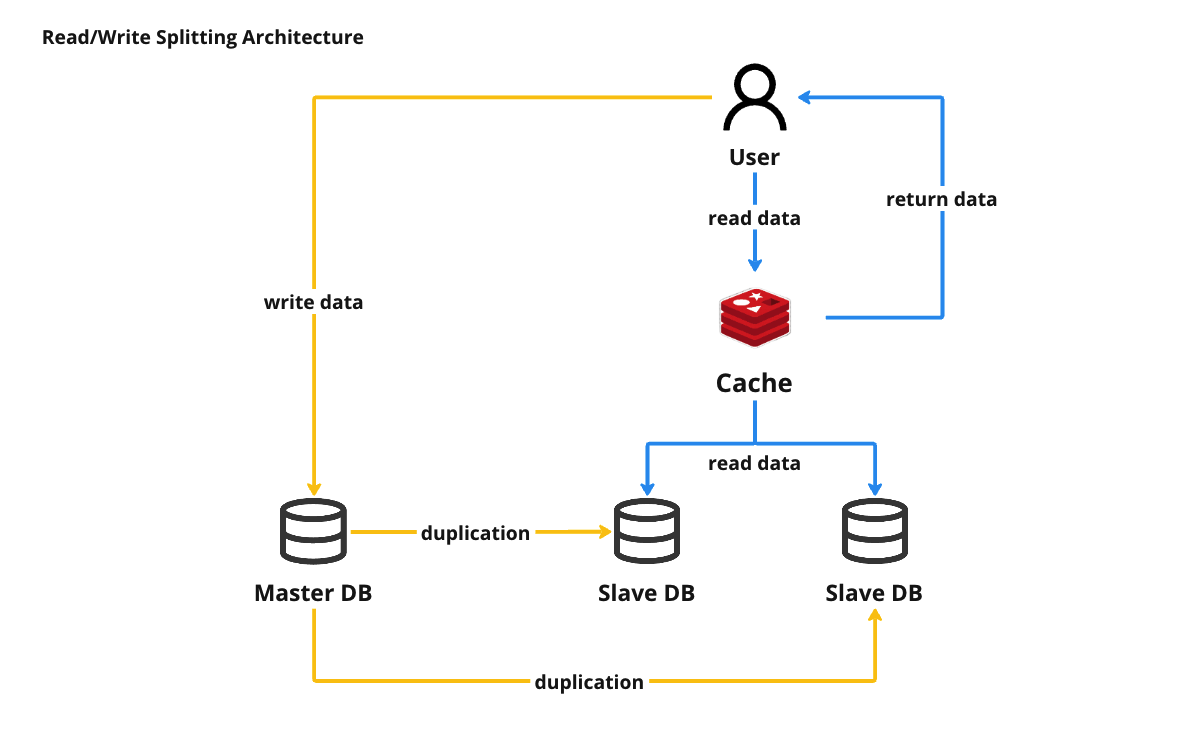 Read/Write Splitting Architecture
User
read data
return data
write data
Cache
read data
duplication
Master DB
Slave DB
Slave DB
duplication